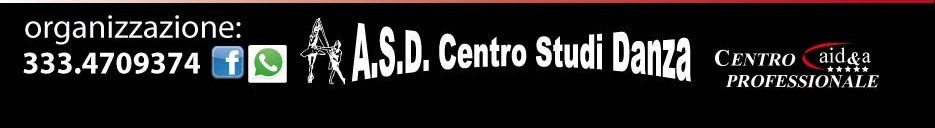 organizzazione:
333.4709374
A.S.D. Centro Studi Danza
CENTRO aid&a
PROFESSIONALE